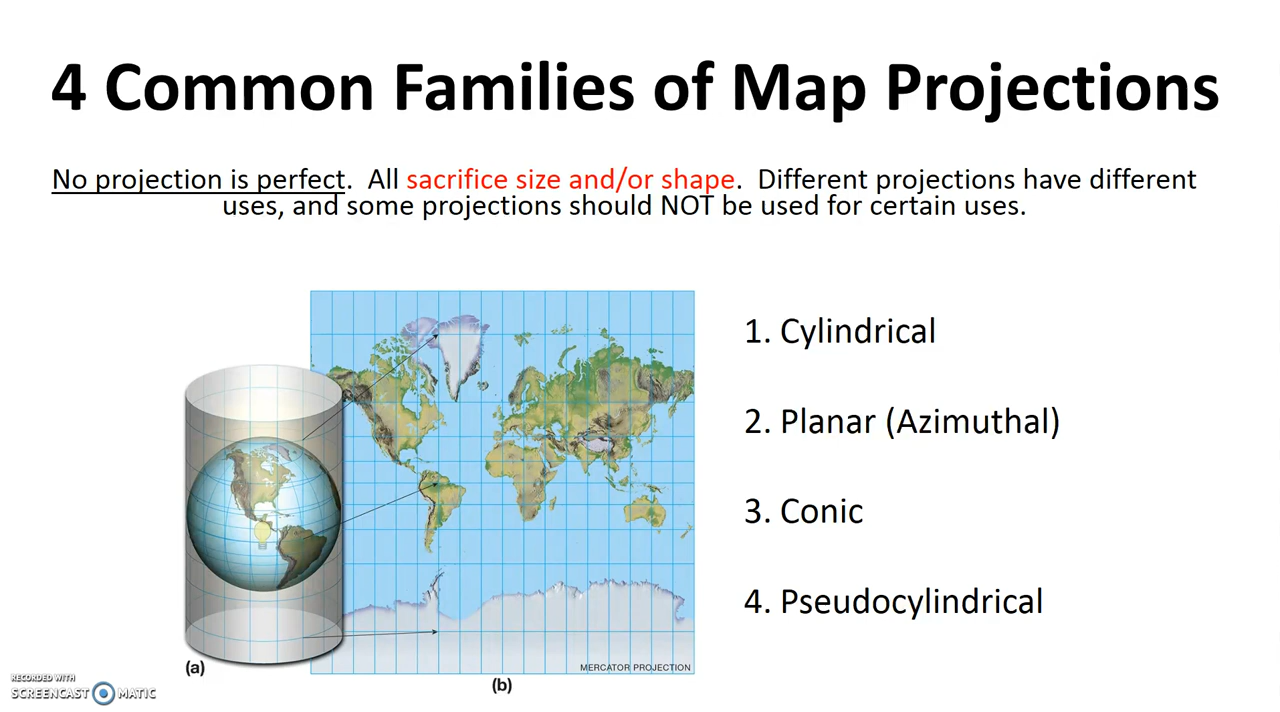 4 Common Families of Map Projections
No projection is perfect.  All sacrifice size and/or shape.  Different projections have different
uses, and some projections should NOT be used for certain uses.
1. Cylindrical
2. Planar (Azimuthal)
3. Conic
4. Pseudocylindrical
MERCATOR PROJECTION
(a)
(b)
RECORDED WITH
SCREENCAST MATIC